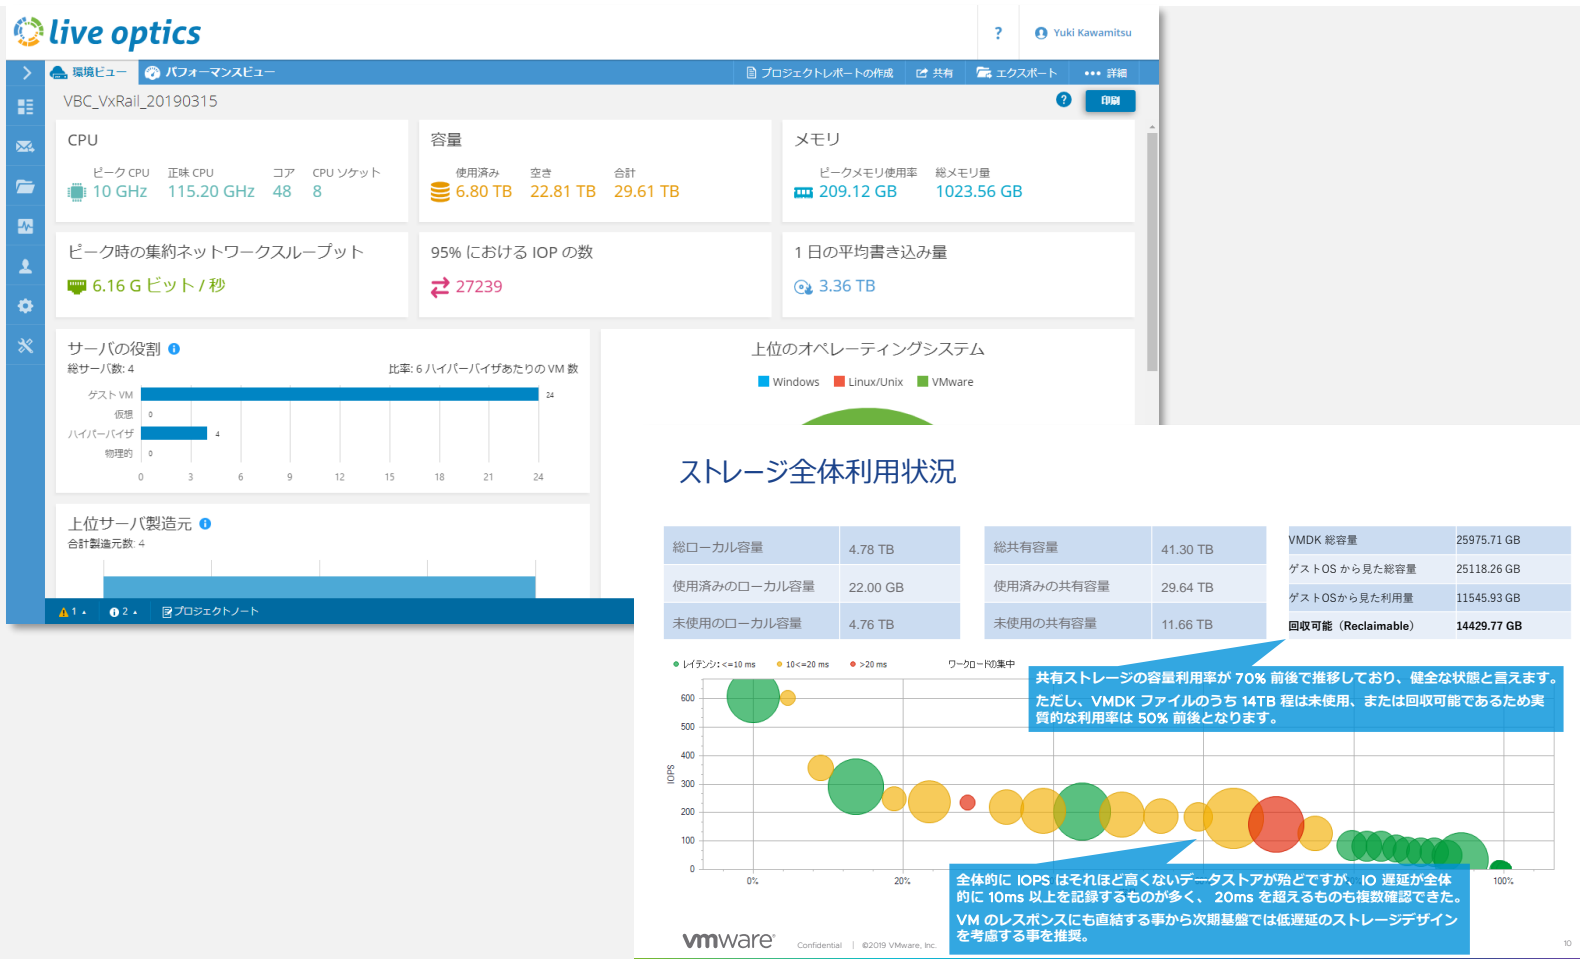 live optics
?
Yuki Kawamitsu
環境ビュー
パフォーマンスビュー
プロジェクトレポートの作成
共有
エクスポート
••• 詳細
VBC_VxRail_20190315
?
印刷
CPU
ピーク CPU 正味 CPU コア CPU ソケット
10 GHz 115.20 GHz 48 8
容量
使用済み 空き 合計
6.80 TB 22.81 TB 29.61 TB
メモリ
ピークメモリ使用率 総メモリ量
209.12 GB 1023.56 GB
ピーク時の集約ネットワークスループット
6.16 G ビット / 秒
95% における IOP の数
27239
1 日の平均書き込み量
3.36 TB
サーバの役割
総サーバ数: 4
比率: 6 ハイパーバイザあたりの VM 数
ゲスト VM 24
仮想 0
ハイパーバイザ 4
物理的 0
0 3 6 9 12 15 18 21 24
上位のオペレーティングシステム
Windows Linux/Unix VMware
上位サーバ製造元
合計製造元数: 4
1
2
プロジェクトノート
ストレージ全体利用状況
総ローカル容量 4.78 TB
使用済みのローカル容量 22.00 GB
未使用のローカル容量 4.76 TB
総共有容量 41.30 TB
使用済みの共有容量 29.64 TB
未使用の共有容量 11.66 TB
VMDK 総容量 25975.71 GB
ゲストOS から見た総容量 25118.26 GB
ゲストOSから見た利用量 11545.93 GB
回収可能（Reclaimable） 14429.77 GB
レイテンシ: <=10 ms 10<=20 ms >20 ms ワークロードの集中
共有ストレージの容量利用率が 70% 前後で推移しており、健全な状態と言えます。
ただし、VMDK ファイルのうち 14TB 程は未使用、または回収可能であるため実
質的な利用率は 50% 前後となります。
IOPS
600
500
400
300
200
100
0
0% 20% 100%
全体的に IOPS はそれほど高くないデータストアが殆どですが、IO 遅延が全体
的に 10ms 以上を記録するものが多く、 20ms を超えるものも複数確認できた。
VM のレスポンスにも直結する事から次期基盤では低遅延のストレージデザイン
を考慮する事を推奨。
vmware
Confidential | ©2019 VMware, Inc.
10